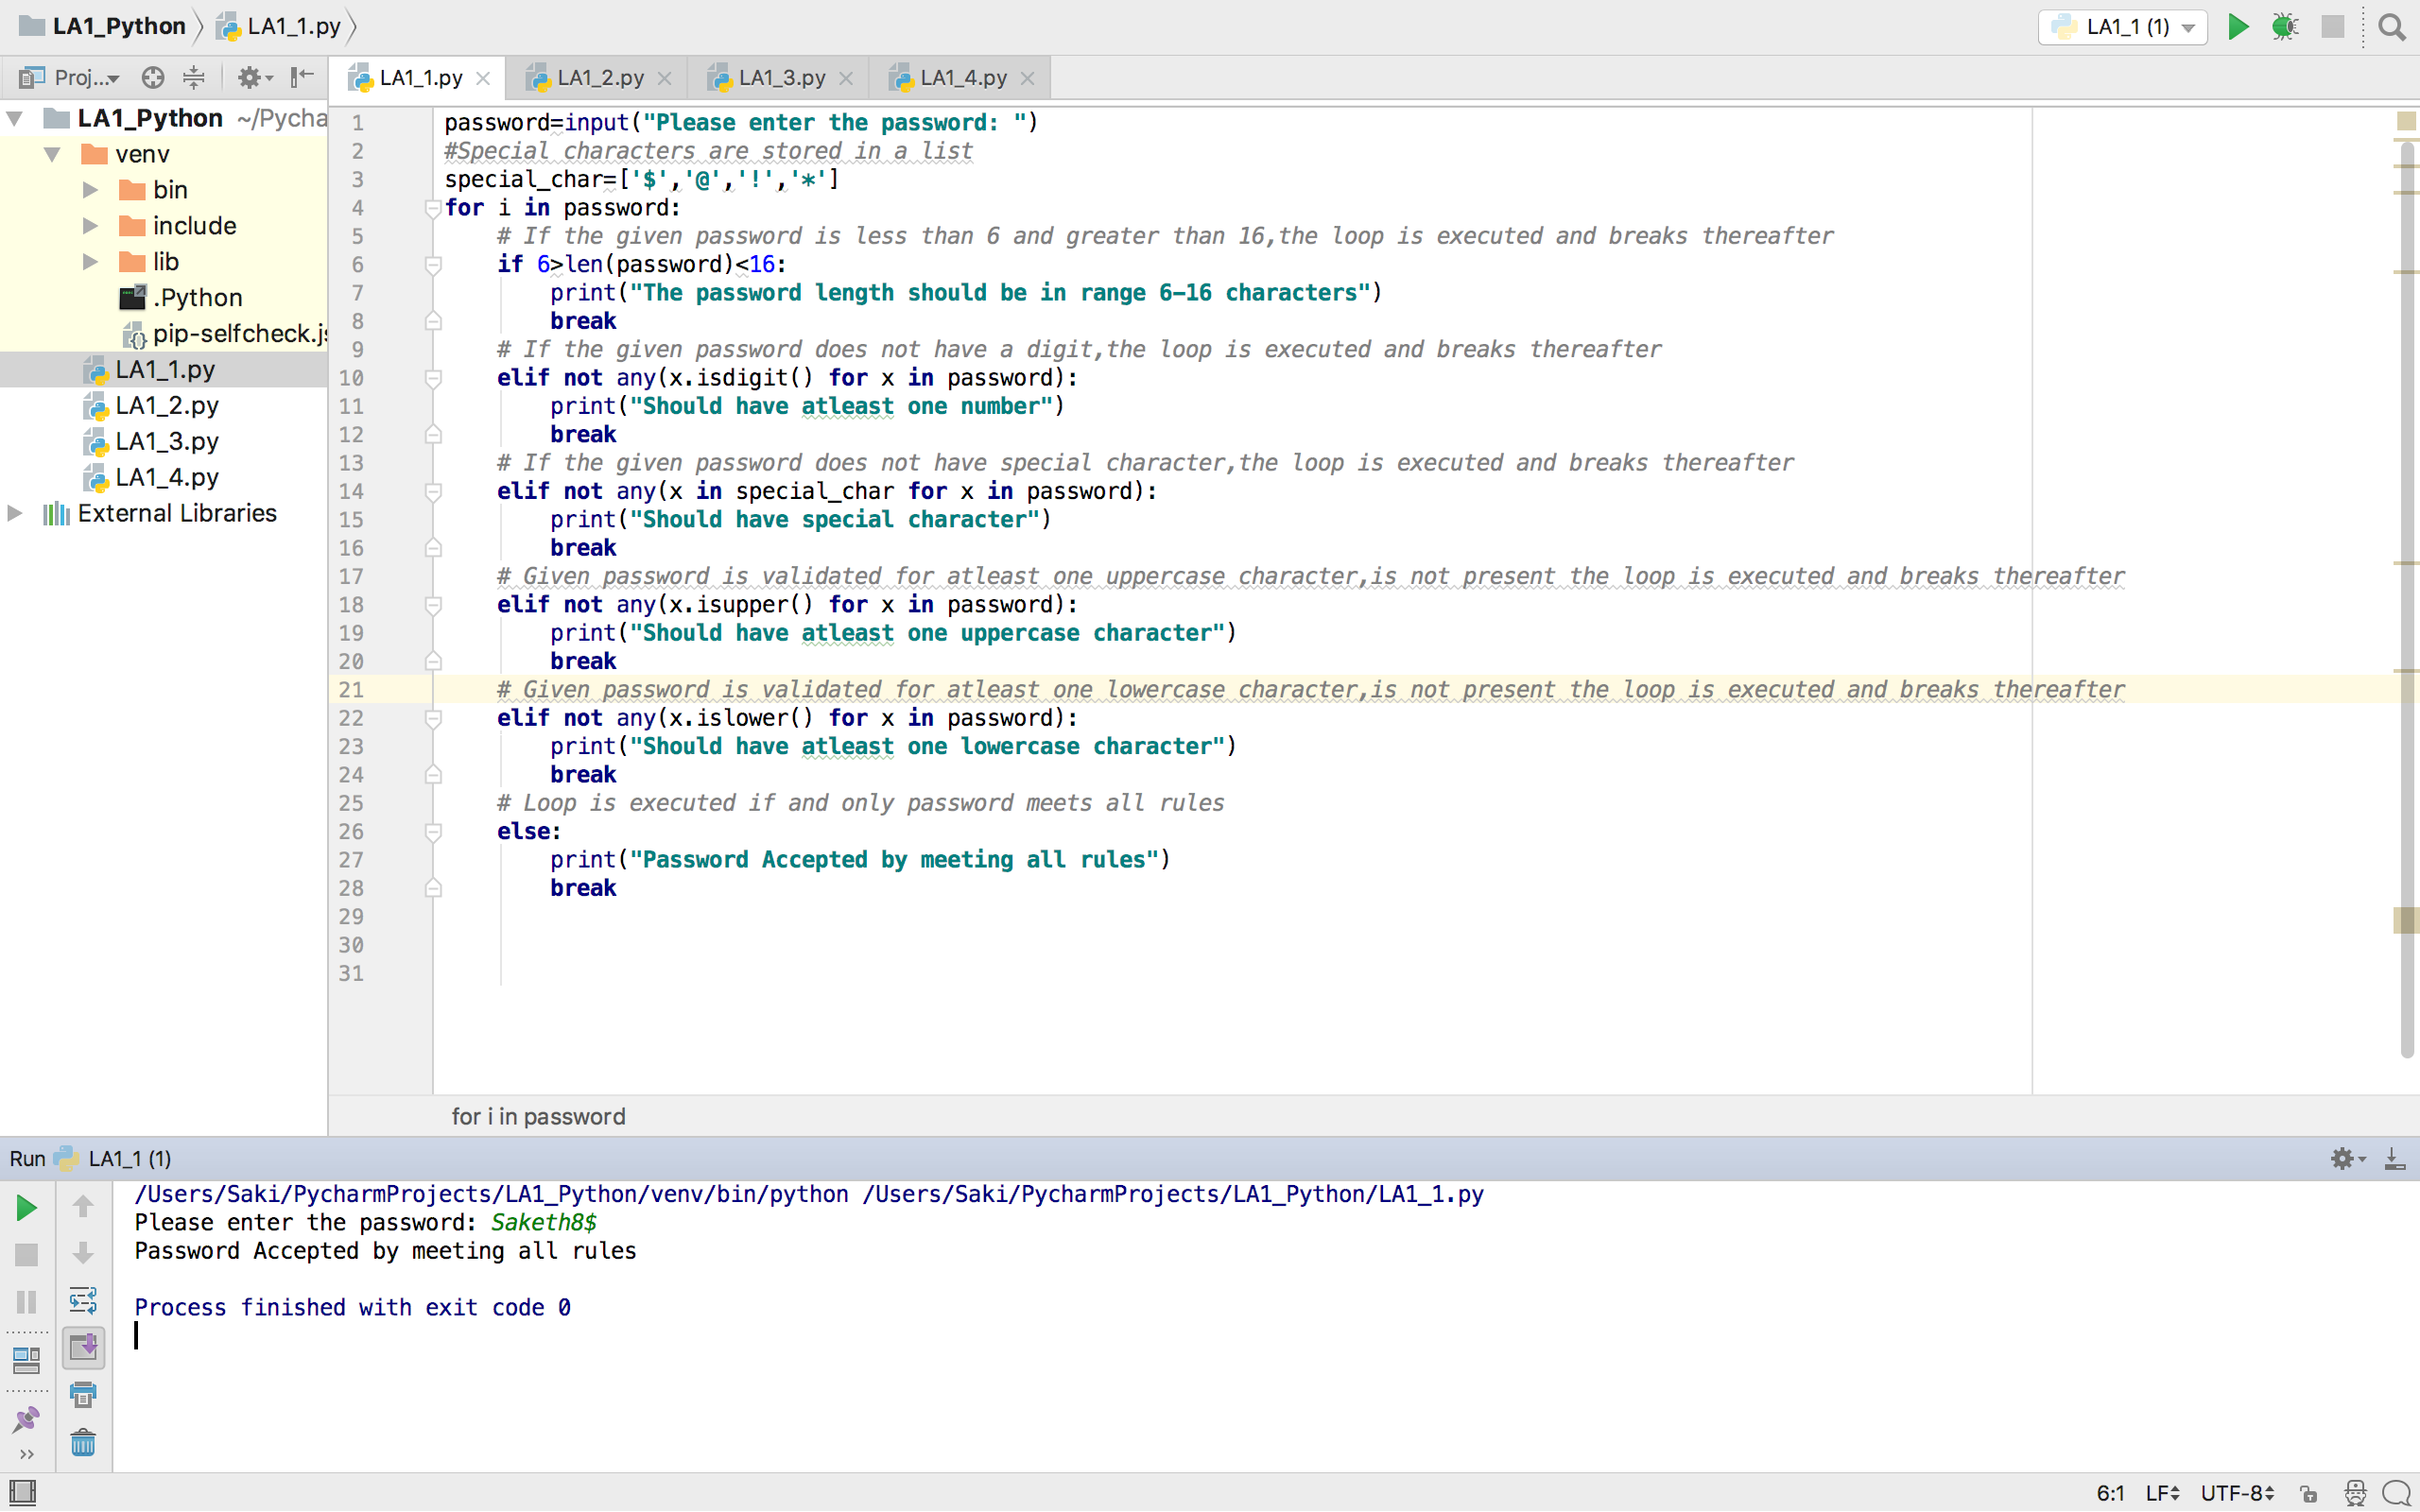 LA1_Python LA1_1.py LA1_1 (1)
Proj... LA1_1.py LA1_2.py LA1_3.py LA1_4.py
LA1_Python ~/Pycha
venv
bin
include
lib
.Python
pip-selfcheck.js
LA1_1.py
LA1_2.py
LA1_3.py
LA1_4.py
External Libraries
1 password=input("Please enter the password: ")
2 #Special characters are stored in a list
3 special_char=['$','@','!','*']
4 for i in password:
5 # If the given password is less than 6 and greater than 16,the loop is executed and breaks thereafter
6 if 6>len(password)<16:
7 print("The password length should be in range 6-16 characters")
8 break
9 # If the given password does not have a digit,the loop is executed and breaks thereafter
10 elif not any(x.isdigit() for x in password):
11 print("Should have atleast one number")
12 break
13 # If the given password does not have special character,the loop is executed and breaks thereafter
14 elif not any(x in special_char for x in password):
15 print("Should have special character")
16 break
17 # Given password is validated for atleast one uppercase character,is not present the loop is executed and breaks thereafter
18 elif not any(x.isupper() for x in password):
19 print("Should have atleast one uppercase character")
20 break
21 # Given password is validated for atleast one lowercase character,is not present the loop is executed and breaks thereafter
22 elif not any(x.islower() for x in password):
23 print("Should have atleast one lowercase character")
24 break
25 # Loop is executed if and only password meets all rules
26 else:
27 print("Password Accepted by meeting all rules")
28 break
29
30
31
for i in password
Run LA1_1 (1)
/Users/Saki/PycharmProjects/LA1_Python/venv/bin/python /Users/Saki/PycharmProjects/LA1_Python/LA1_1.py
Please enter the password: Saketh8$
Password Accepted by meeting all rules
Process finished with exit code 0
6:1 LF UTF-8